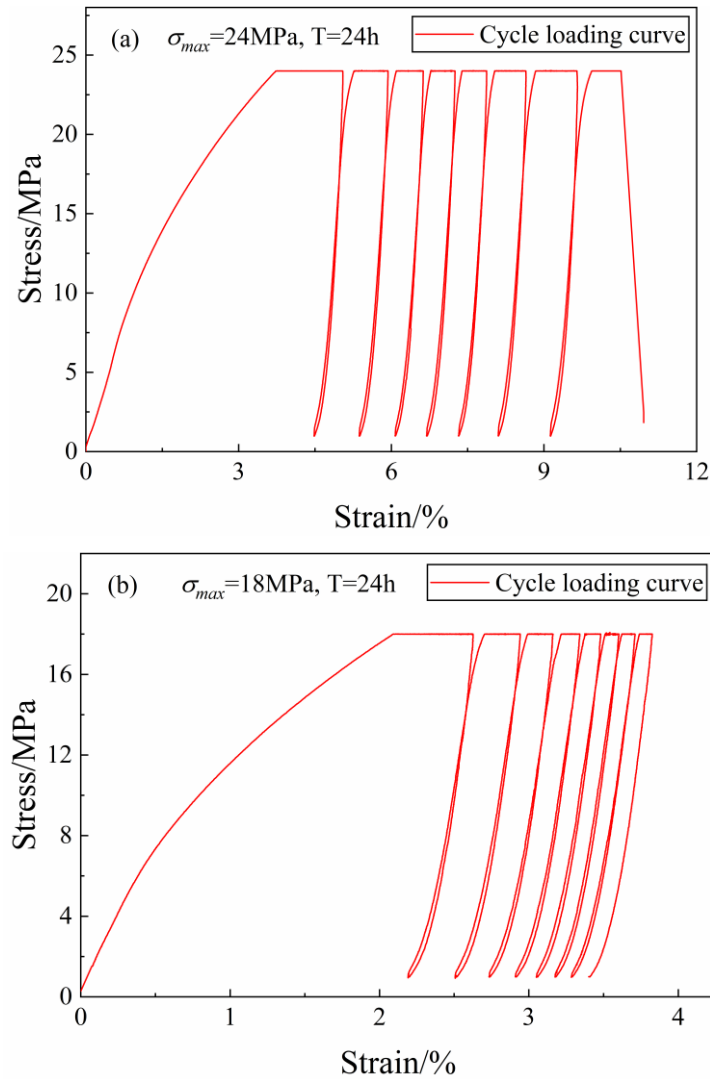 (a) σmax=24MPa, T=24h
Cycle loading curve
25
20
15
10
5
0
Stress/MPa
0 3 6 9 12
Strain/%
(b) σmax=18MPa, T=24h
Cycle loading curve
20
16
12
8
4
0
Stress/MPa
0 1 2 3 4
Strain/%